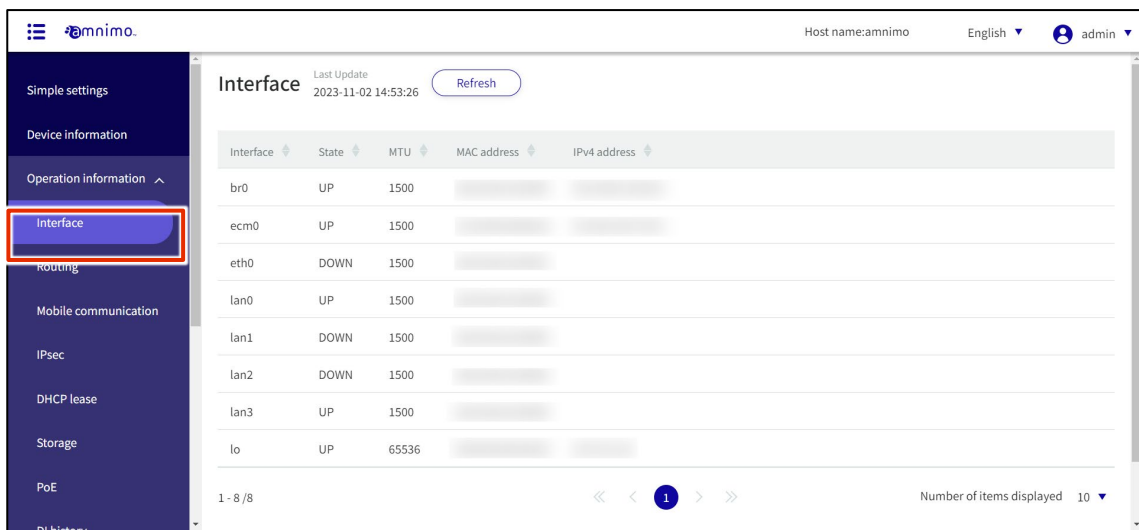 amnimo
Host name:amnimo
English
admin
Simple settings
Device information
Operation information
Interface
Routing
Mobile communication
IPsec
DHCP lease
Storage
PoE
DI history
Interface
Last Update
2023-11-02 14:53:26
Refresh
Interface State MTU MAC address IPv4 address
br0 UP 1500
ecm0 UP 1500
eth0 DOWN 1500
lan0 UP 1500
lan1 DOWN 1500
lan2 DOWN 1500
lan3 UP 1500
lo UP 65536
1 - 8 /8
1
Number of items displayed 10